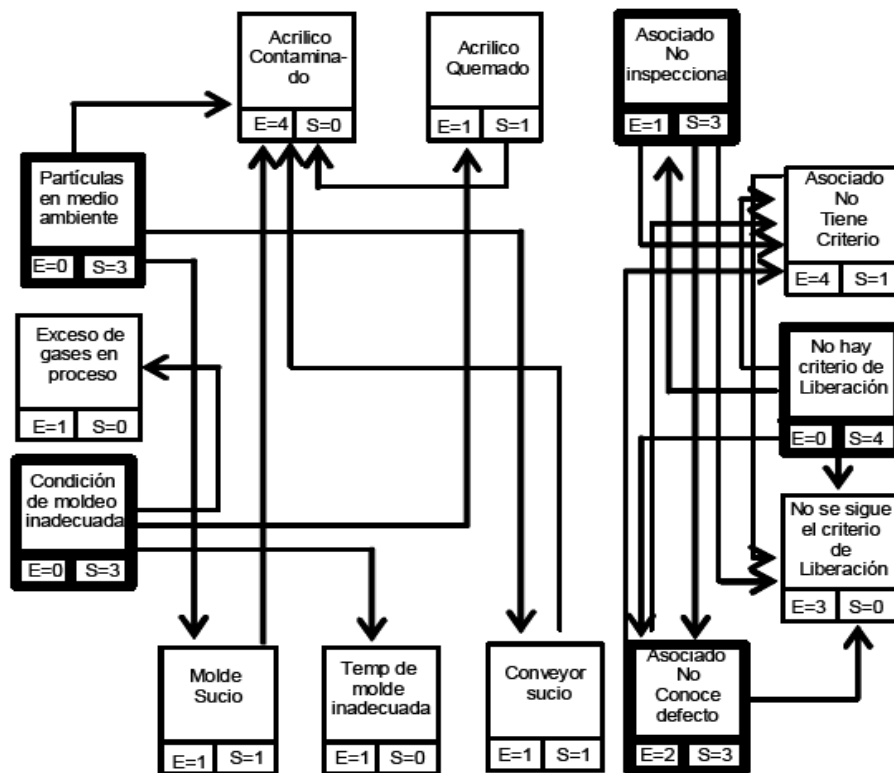 Acrilico
Contamina-
do
E=4 S=0
Acrilico
Quemado
E=1 S=1
Asociado
No
inspecciona
E=1 S=3
Partículas
en medio
ambiente
E=0 S=3
Asociado
No
Tiene
Criterio
E=4 S=1
Exceso de
gases en
proceso
E=1 S=0
No hay
criterio de
Liberación
E=0 S=4
Condición
de moldeo
inadecuada
E=0 S=3
No se sigue
el criterio
de
Liberación
E=3 S=0
Molde
Sucio
E=1 S=1
Temp de
molde
inadecuada
E=1 S=0
Conveyor
sucio
E=1 S=1
Asociado
No
Conoce
defecto
E=2 S=3